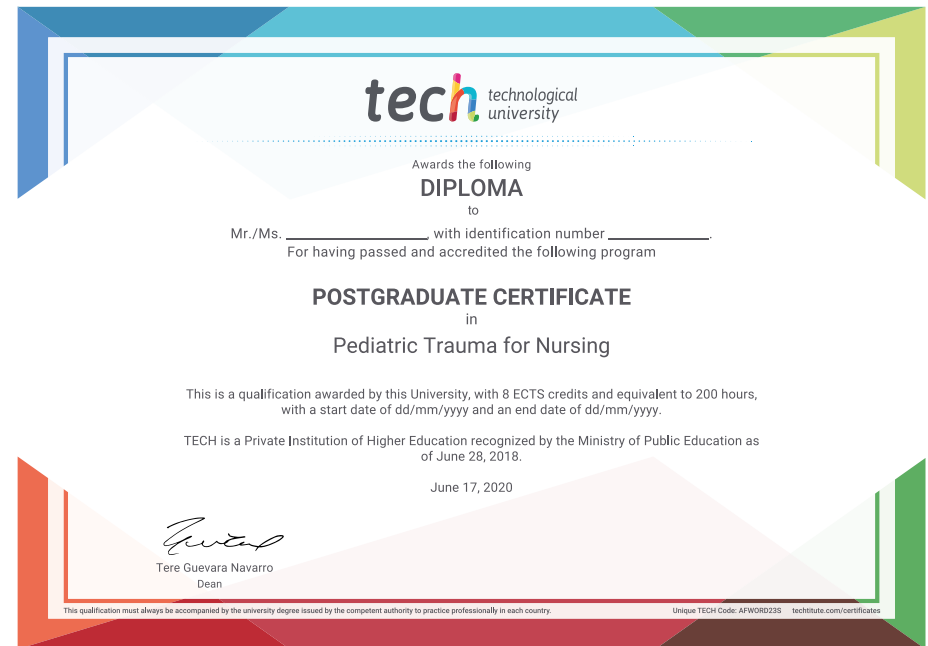 tech technological
university
Awards the following
DIPLOMA
to
Mr./Ms. ____________________, with identification number ______________.
For having passed and accredited the following program
POSTGRADUATE CERTIFICATE
in
Pediatric Trauma for Nursing
This is a qualification awarded by this University, with 8 ECTS credits and equivalent to 200 hours,
with a start date of dd/mm/yyyy and an end date of dd/mm/yyyy.
TECH is a Private Institution of Higher Education recognized by the Ministry of Public Education as
of June 28, 2018.
June 17, 2020
Tere Guevara Navarro
Dean
This qualification must always be accompanied by the university degree issued by the competent authority to practice professionally in each country.
Unique TECH Code: AFWORD23S techtitute.com/certificates